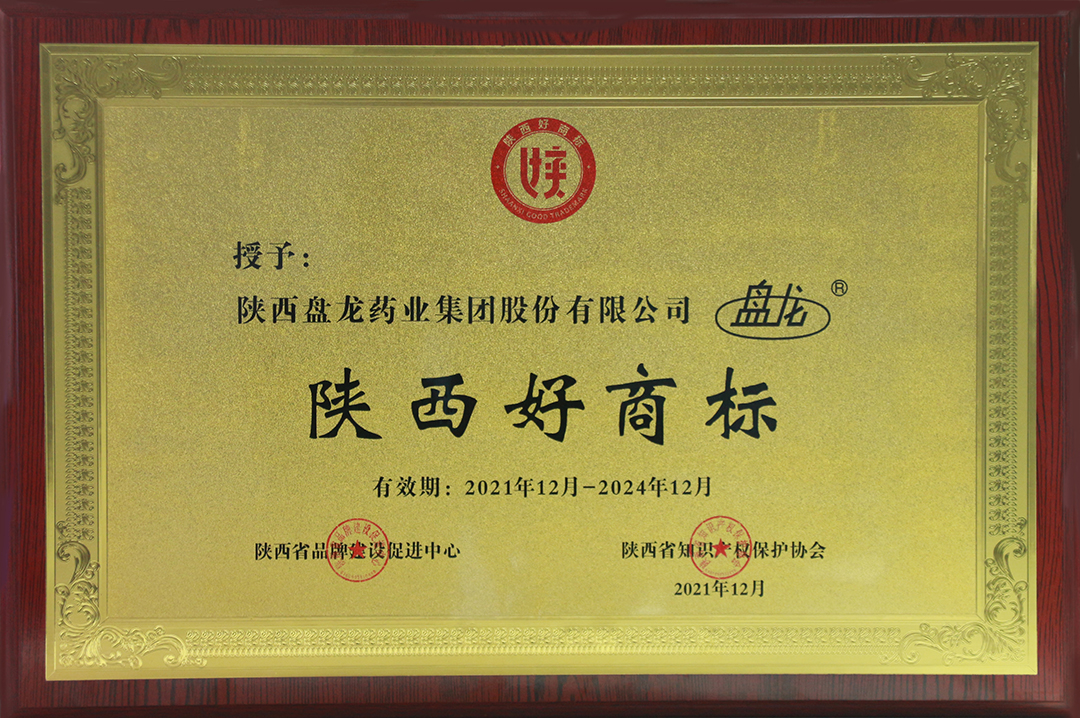 陕西好商标
SHAANXI GOOD TRADEMARK
授予：
陕西盘龙药业集团股份有限公司 盘龙®
陕西好商标
有效期：2021年12月-2024年12月
陕西省品牌建设促进中心 陕西省知识产权保护协会
2021年12月